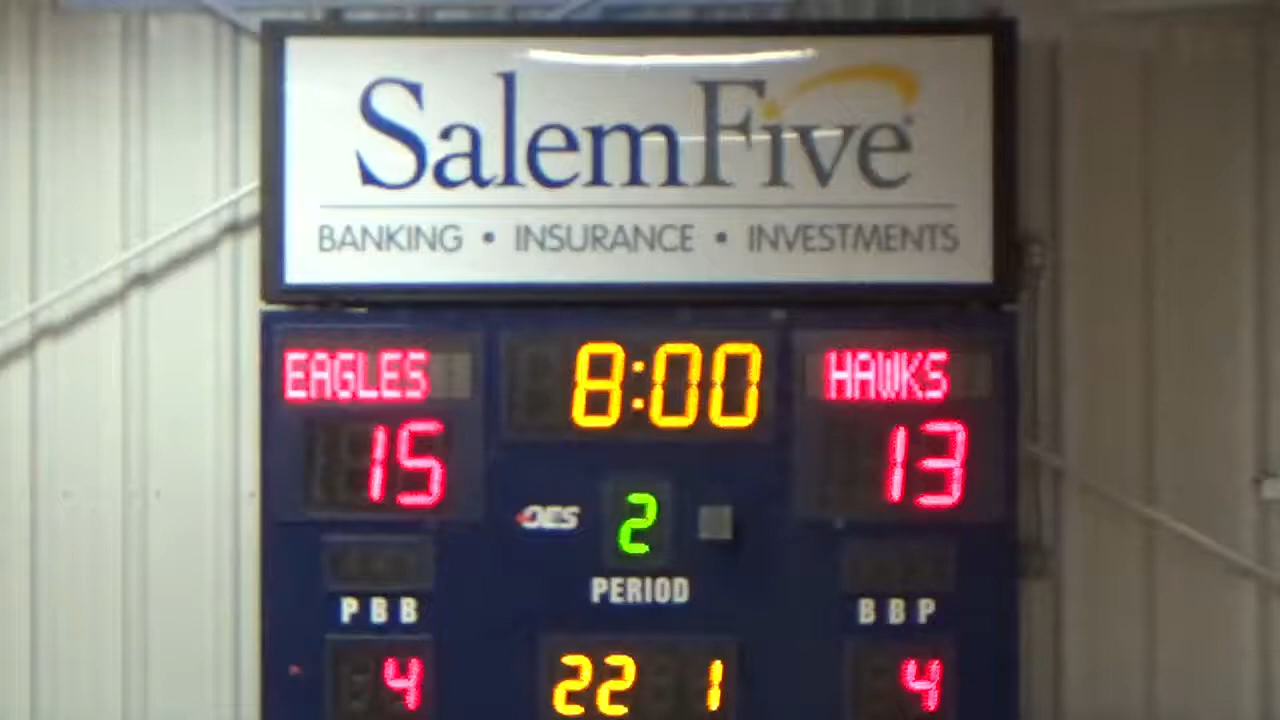 SalemFive
BANKING • INSURANCE • INVESTMENTS
EAGLES 8:00 HAWKS
15 13
OES 2
PERIOD
P B B B B P
4 22 1 4